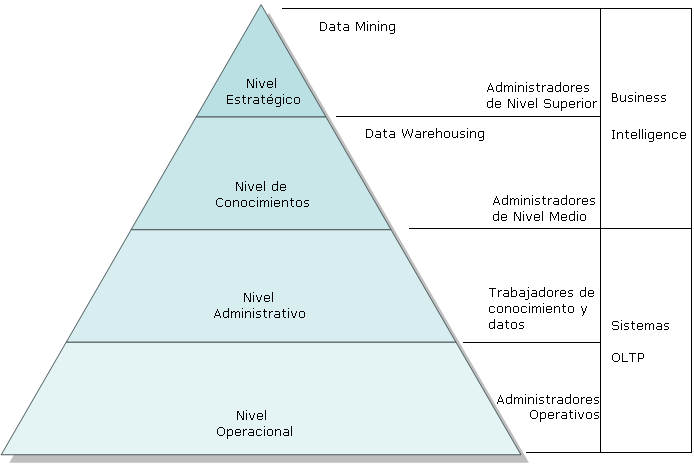 Data Mining
Nivel
Estratégico
Administradores
de Nivel Superior
Business
Intelligence
Data Warehousing
Nivel de
Conocimientos
Administradores
de Nivel Medio
Nivel
Administrativo
Trabajadores de
conocimiento y
datos
Sistemas
OLTP
Nivel
Operacional
Administradores
Operativos